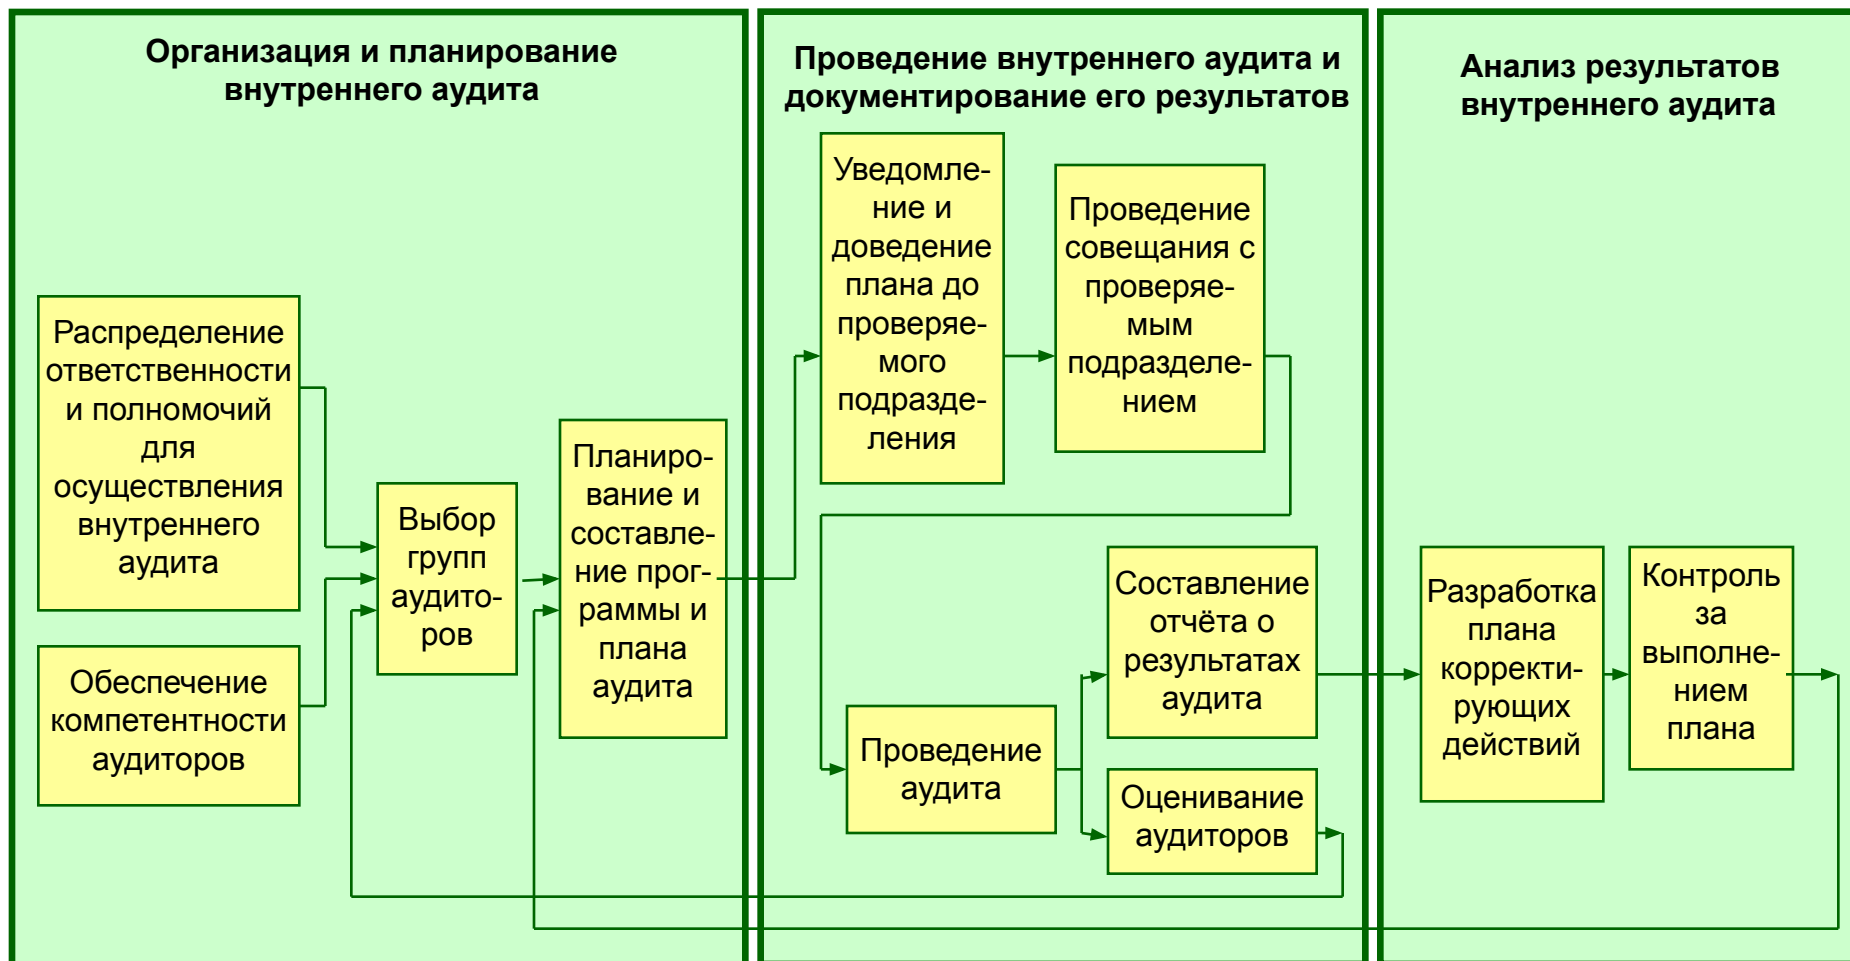 Организация и планирование
внутреннего аудита
Распределение
ответственности
и полномочий
для
осуществления
внутреннего
аудита
Обеспечение
компетентности
аудиторов
Выбор
групп
аудито-
ров
Планиро-
вание и
составле-
ние прог-
раммы и
плана
аудита
Проведение внутреннего аудита и
документирование его результатов
Уведомле-
ние и
доведение
плана до
проверяе-
мого
подразде-
ления
Проведение
совещания с
проверяе-
мым
подразделе-
нием
Проведение
аудита
Составление
отчёта о
результатах
аудита
Оценивание
аудиторов
Анализ результатов
внутреннего аудита
Разработка
плана
корректи-
рующих
действий
Контроль
за
выполне-
нием
плана